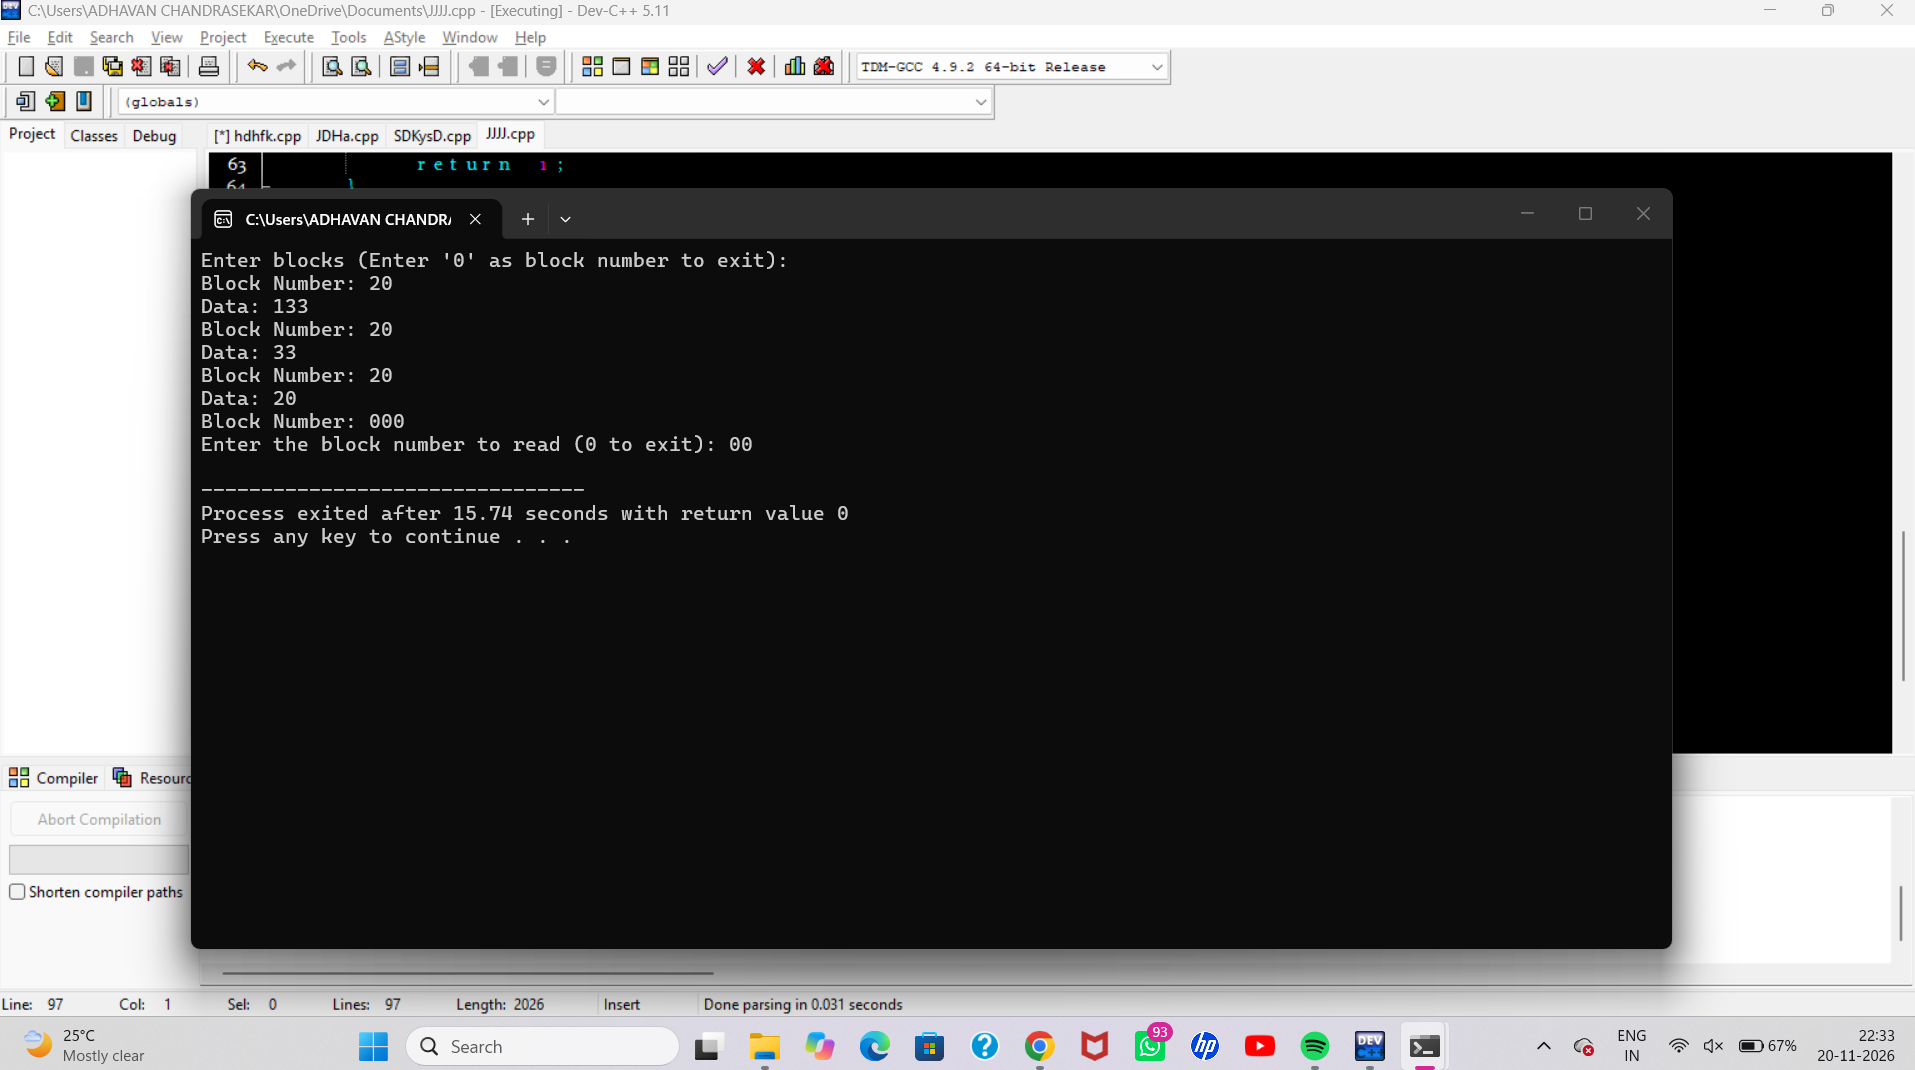 C:\Users\ADHAVAN CHANDRASEKAR\OneDrive\Documents\JJJJ.cpp - [Executing] - Dev-C++ 5.11
File Edit Search View Project Execute Tools AStyle Window Help
TDM-GCC 4.9.2 64-bit Release
(globals)
Project Classes Debug [*] hdhfk.cpp JDHa.cpp SDKysD.cpp JJJJ.cpp
63 return 1;
64 }
C:\Users\ADHAVAN CHANDR
Enter blocks (Enter '0' as block number to exit):
Block Number: 20
Data: 133
Block Number: 20
Data: 33
Block Number: 20
Data: 20
Block Number: 000
Enter the block number to read (0 to exit): 00
--------------------------------
Process exited after 15.74 seconds with return value 0
Press any key to continue . . .
Compiler Resourc
Abort Compilation
Shorten compiler paths
Line: 97 Col: 1 Sel: 0 Lines: 97 Length: 2026 Insert Done parsing in 0.031 seconds
25°C
Mostly clear
Search
93
hp
DEV
ENG
IN
67%
22:33
20-11-2026